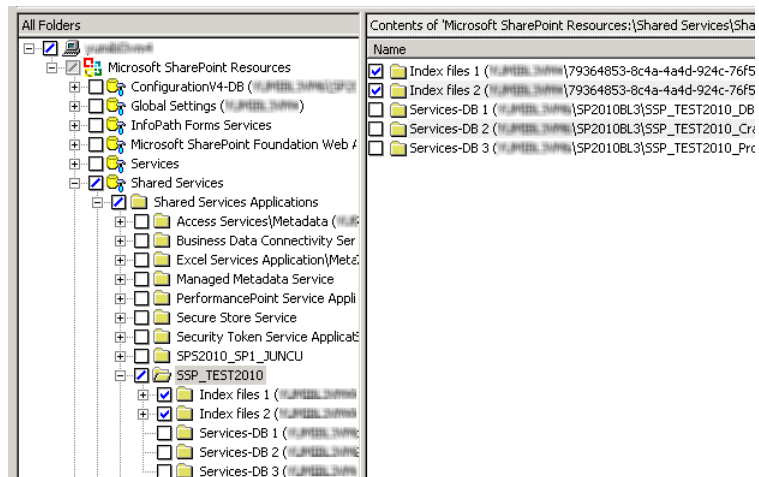 All Folders
Microsoft SharePoint Resources
ConfigurationV4-DB (
Global Settings (
InfoPath Forms Services
Microsoft SharePoint Foundation Web
Services
Shared Services
Shared Services Applications
Access Services\Metadata (
Business Data Connectivity Ser
Excel Services Application\Meta
Managed Metadata Service
PerformancePoint Service Appli
Secure Store Service
Security Token Service Applicat
SPS2010_SP1_JUNCU
SSP_TEST2010
Index files 1 (
Index files 2 (
Services-DB 1 (
Services-DB 2 (
Services-DB 3 (
Contents of 'Microsoft SharePoint Resources:\Shared Services\Sha
Name
Index files 1 ( \79364853-8c4a-4a4d-924c-76f5
Index files 2 ( \79364853-8c4a-4a4d-924c-76f5
Services-DB 1 ( \SP2010BL3\SSP_TEST2010_DB
Services-DB 2 ( \SP2010BL3\SSP_TEST2010_Cra
Services-DB 3 ( \SP2010BL3\SSP_TEST2010_Pro